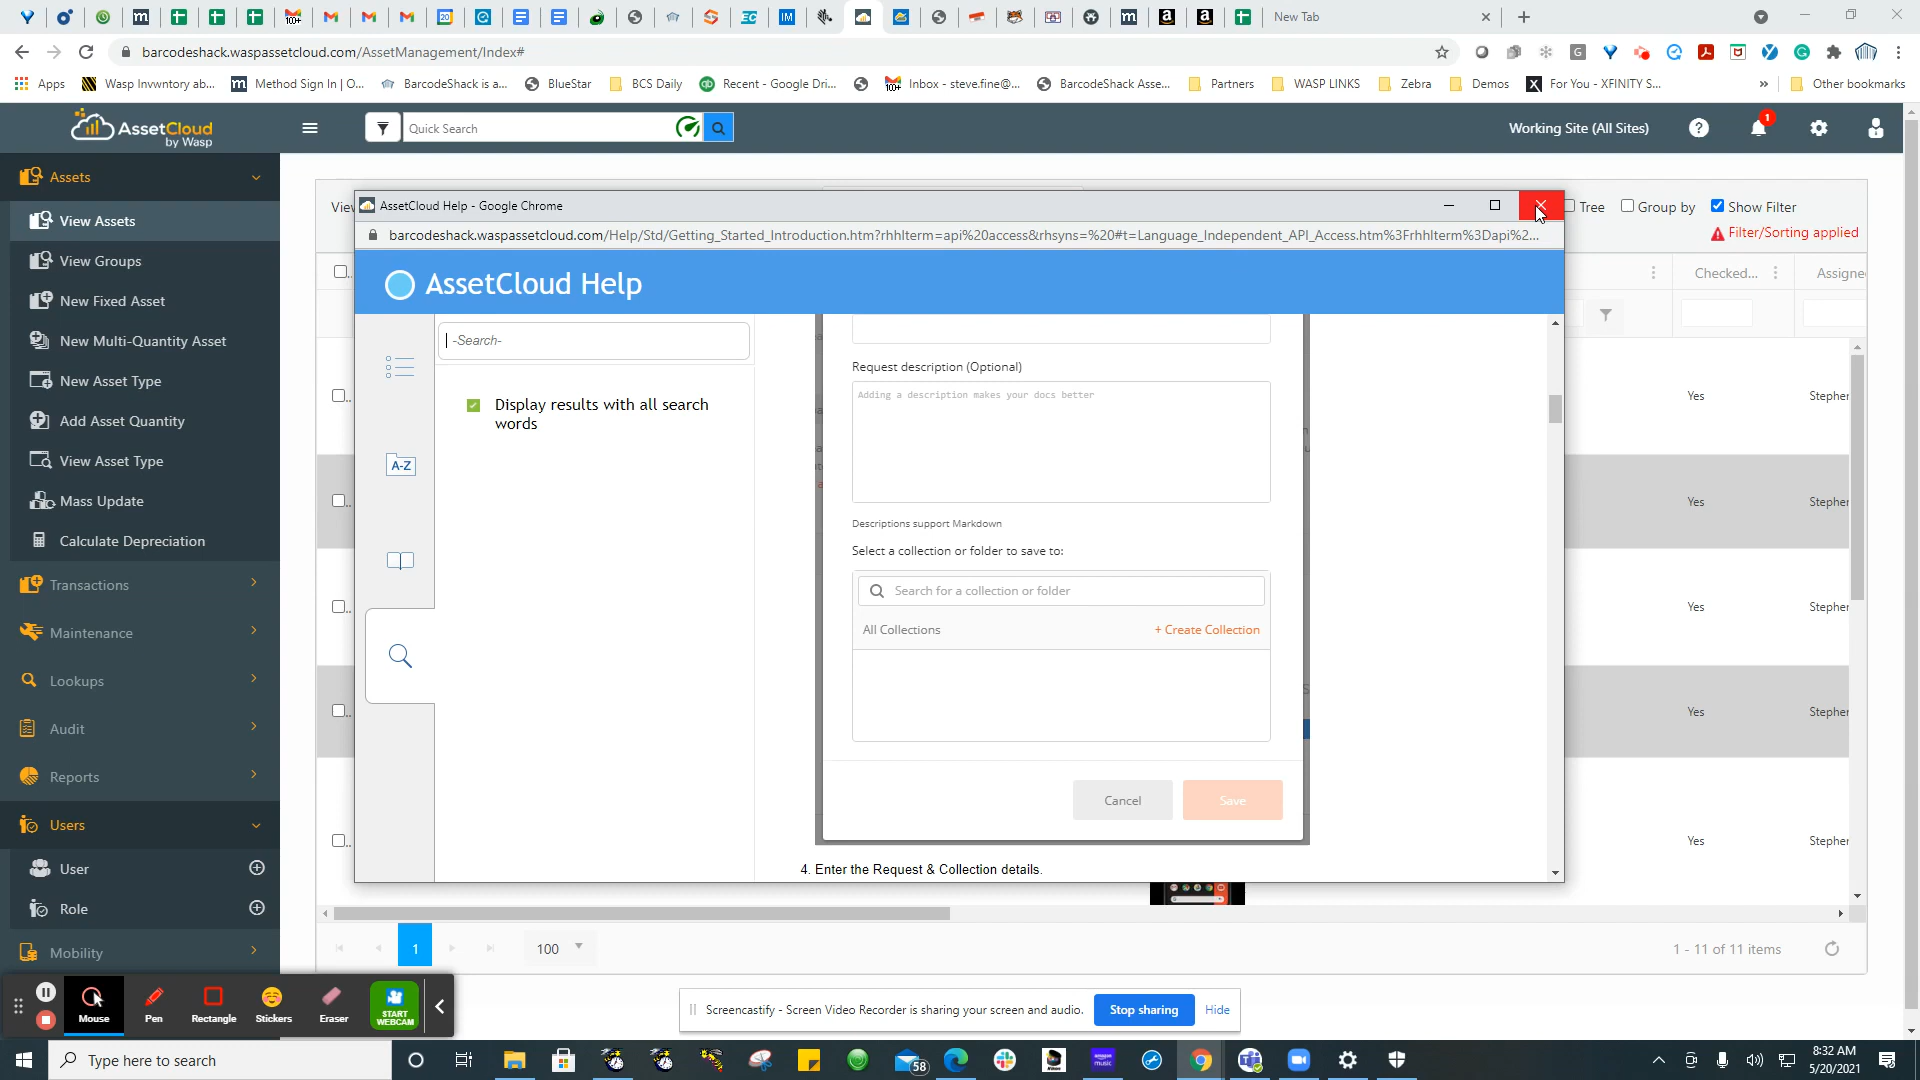 New Tab
barcodeshack.waspassetcloud.com/AssetManagement/Index#
Apps
Wasp Invwntory ab...
Method Sign In | O...
BarcodeShack is a...
BlueStar
BCS Daily
Recent - Google Dri...
Inbox - steve.fine@...
BarcodeShack Asse...
Partners
WASP LINKS
Zebra
Demos
For You - XFINITY S...
Other bookmarks
AssetCloud
by Wasp
Quick Search
Working Site (All Sites)
1
Assets
View Assets
View Groups
New Fixed Asset
New Multi-Quantity Asset
New Asset Type
Add Asset Quantity
View Asset Type
Mass Update
Calculate Depreciation
Transactions
Maintenance
Lookups
Audit
Reports
Users
User
Role
Mobility
Tree
Group by
Show Filter
Filter/Sorting applied
Checked...
Yes
Stepher
Yes
Stepher
Yes
Stepher
Yes
Stepher
Yes
Stepher
AssetCloud Help - Google Chrome
barcodeshack.waspassetcloud.com/Help/Std/Getting_Started_Introduction.htm?rhhlterm=api%20access&rhsyns=%20#t=Language_Independent_API_Access.htm%3Frhhlterm%3Dapi%2...
AssetCloud Help
-Search-
Display results with all search
words
A-Z
Request description (Optional)
Adding a description makes your docs better
Descriptions support Markdown
Select a collection or folder to save to:
Search for a collection or folder
All Collections
+ Create Collection
Cancel
Save
4. Enter the Request & Collection details.
1
100
1 - 11 of 11 items
Mouse
Pen
Rectangle
Stickers
Eraser
START
WEBCAM
Screencastify - Screen Video Recorder is sharing your screen and audio.
Stop sharing
Hide
Type here to search
58
8:32 AM
5/20/2021